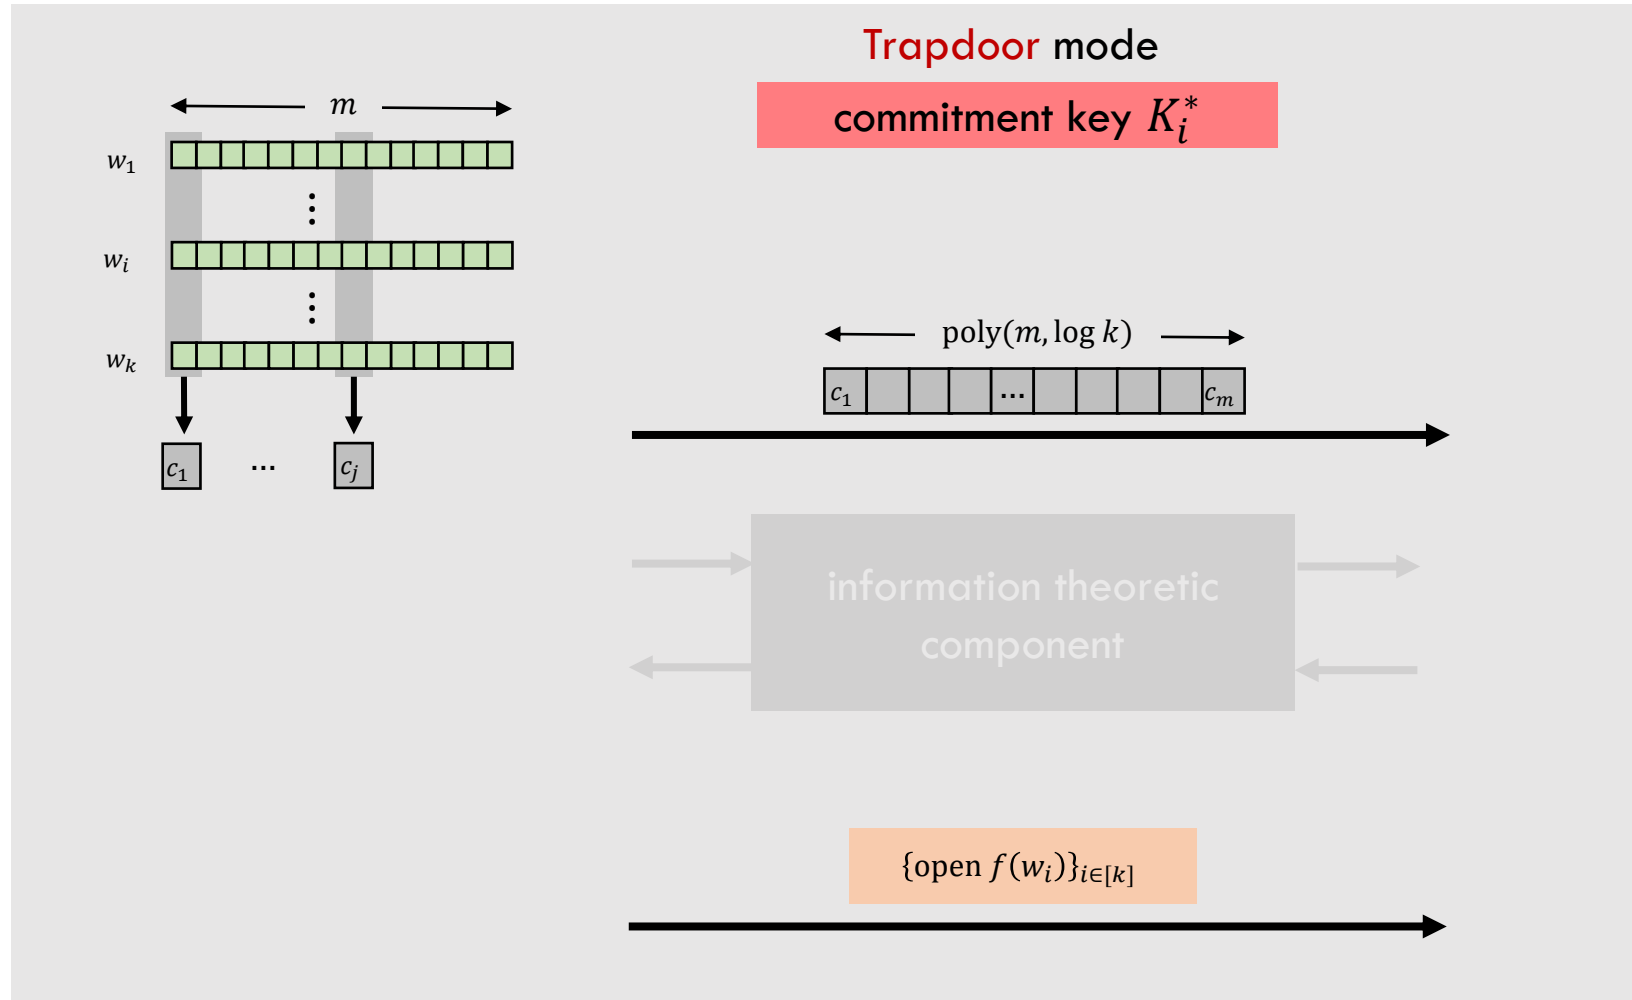 Trapdoor mode
commitment key $K_i^*$
$m$
$w_1$
⋮
$w_i$
⋮
$w_k$
$c_1$ ... $c_j$
poly($m$, log $k$)
$c_1$ ... $c_m$
information theoretic
component
{open $f(w_i)$}$_{i∈[k]}$